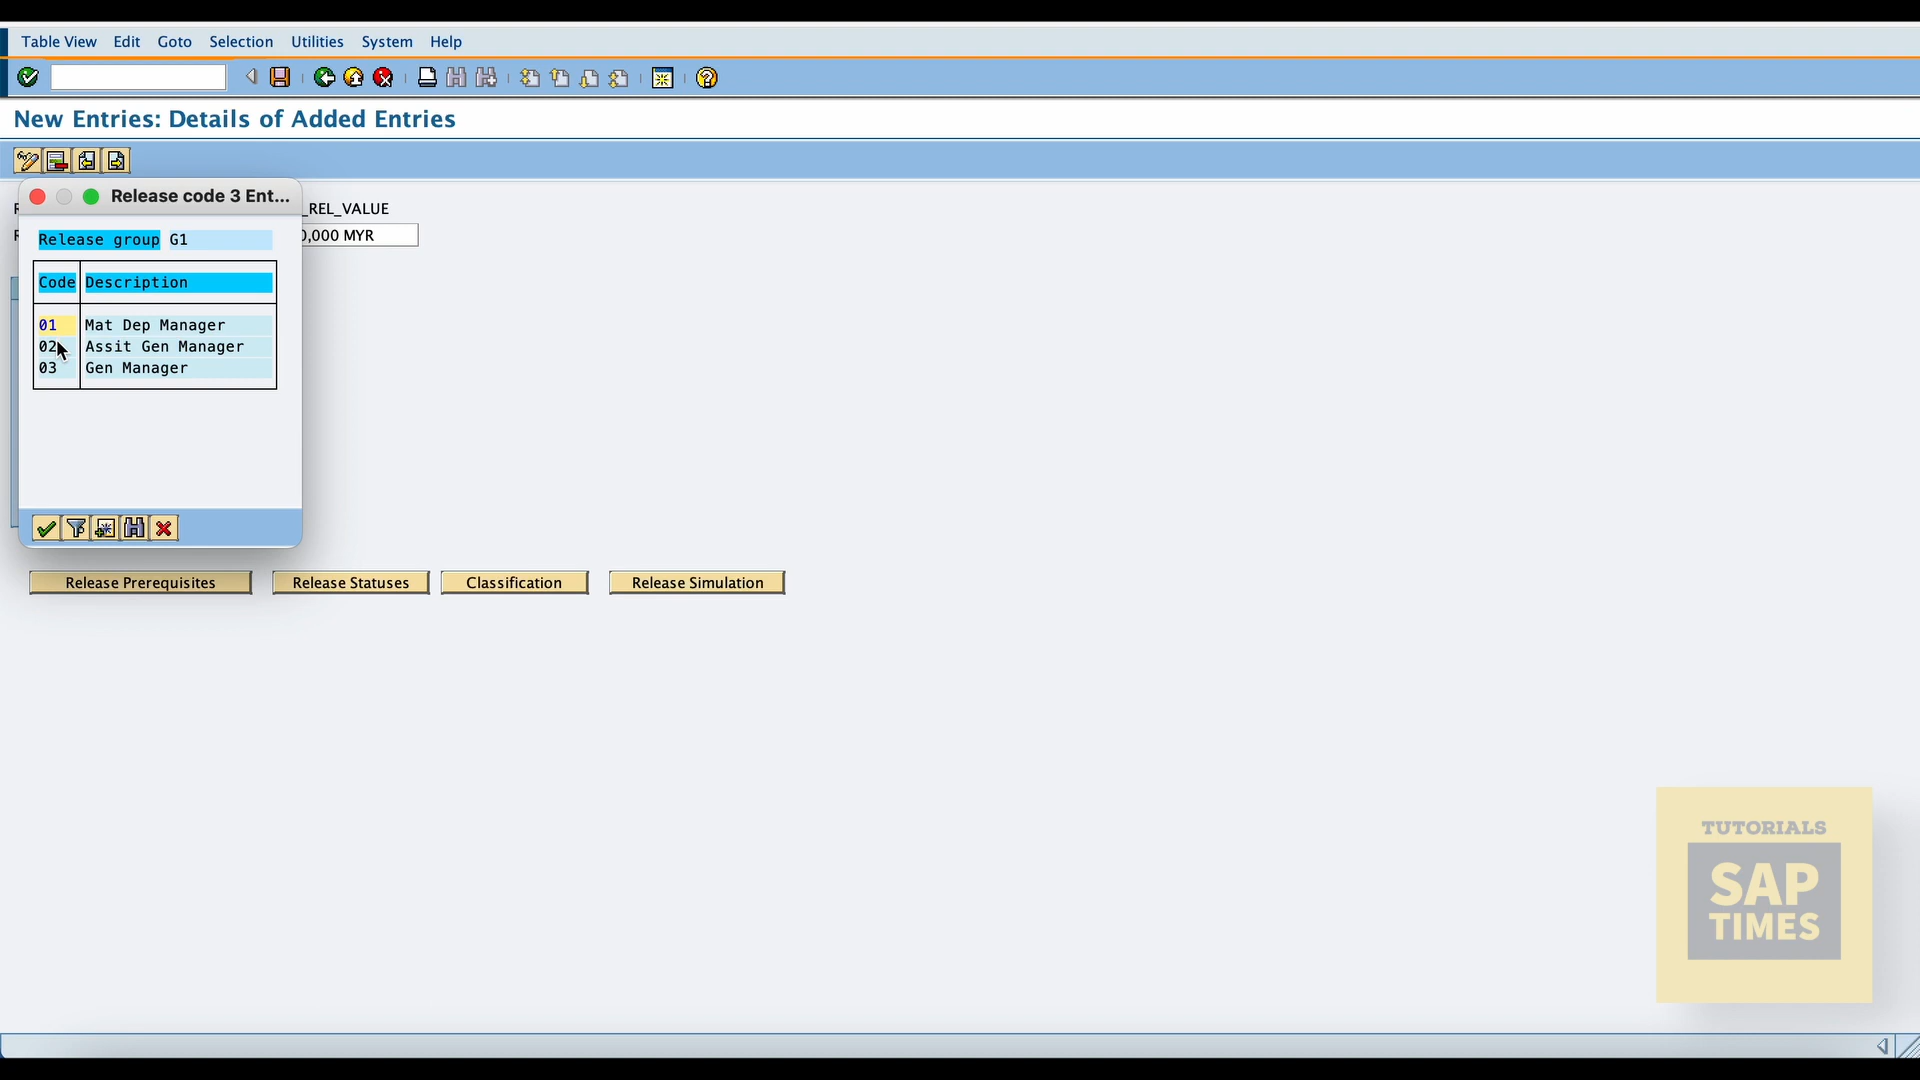 Table View Edit Goto Selection Utilities System Help
New Entries: Details of Added Entries
Release code 3 Ent...
_REL_VALUE
Release group G1
0,000 MYR
Code Description
01 Mat Dep Manager
02 Assit Gen Manager
03 Gen Manager
Release Prerequisites Release Statuses Classification Release Simulation
TUTORIALS
SAP
TIMES